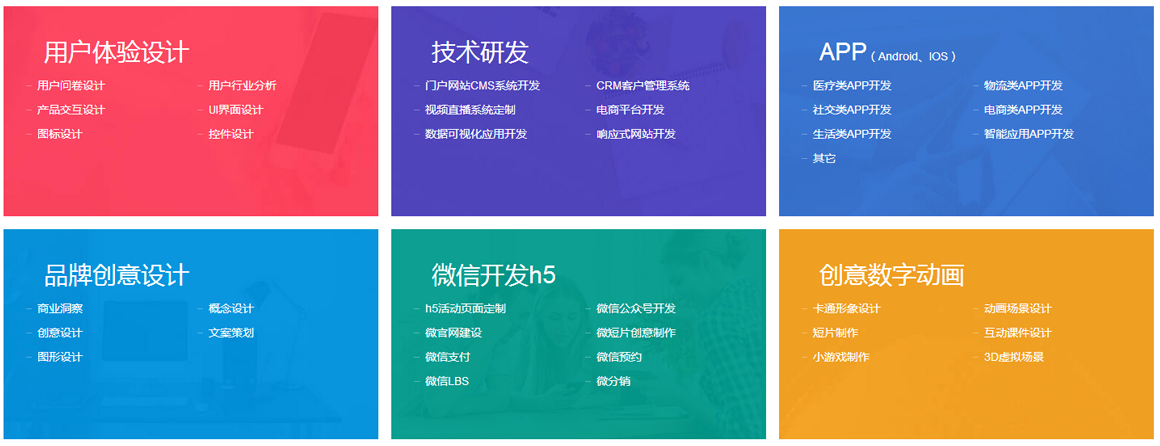 用户体验设计
– 用户问卷设计
– 用户行业分析
– 产品交互设计
– UI界面设计
– 图标设计
– 控件设计
技术研发
– 门户网站CMS系统开发
– CRM客户管理系统
– 视频直播系统定制
– 电商平台开发
– 数据可视化应用开发
– 响应式网站开发
APP（Android、IOS）
– 医疗类APP开发
– 物流类APP开发
– 社交类APP开发
– 电商类APP开发
– 生活类APP开发
– 智能应用APP开发
– 其它
品牌创意设计
– 商业洞察
– 概念设计
– 创意设计
– 文案策划
– 图形设计
微信开发h5
– h5活动页面定制
– 微信公众号开发
– 微官网建设
– 微短片创意制作
– 微信支付
– 微信预约
– 微信LBS
– 微分销
创意数字动画
– 卡通形象设计
– 动画场景设计
– 短片制作
– 互动课件设计
– 小游戏制作
– 3D虚拟场景